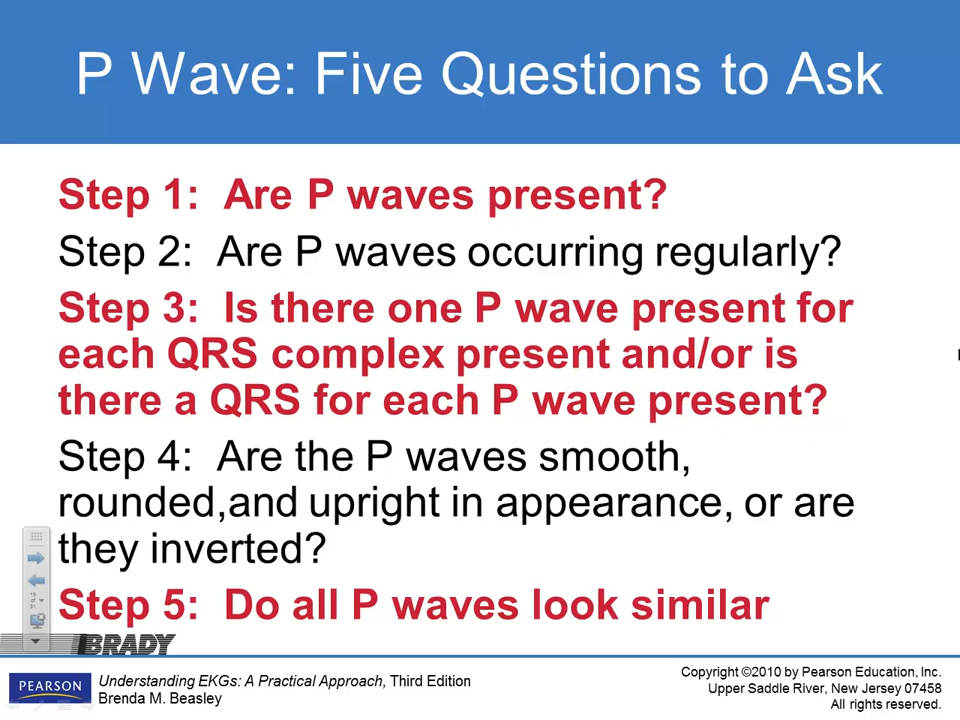 P Wave: Five Questions to Ask
Step 1:  Are P waves present?
Step 2:  Are P waves occurring regularly?
Step 3:  Is there one P wave present for
each QRS complex present and/or is
there a QRS for each P wave present?
Step 4:  Are the P waves smooth,
rounded,and upright in appearance, or are
they inverted?
Step 5:  Do all P waves look similar
BRADY
PEARSON
Understanding EKGs: A Practical Approach, Third Edition
Brenda M. Beasley
Copyright ©2010 by Pearson Education, Inc.
Upper Saddle River, New Jersey 07458
All rights reserved.